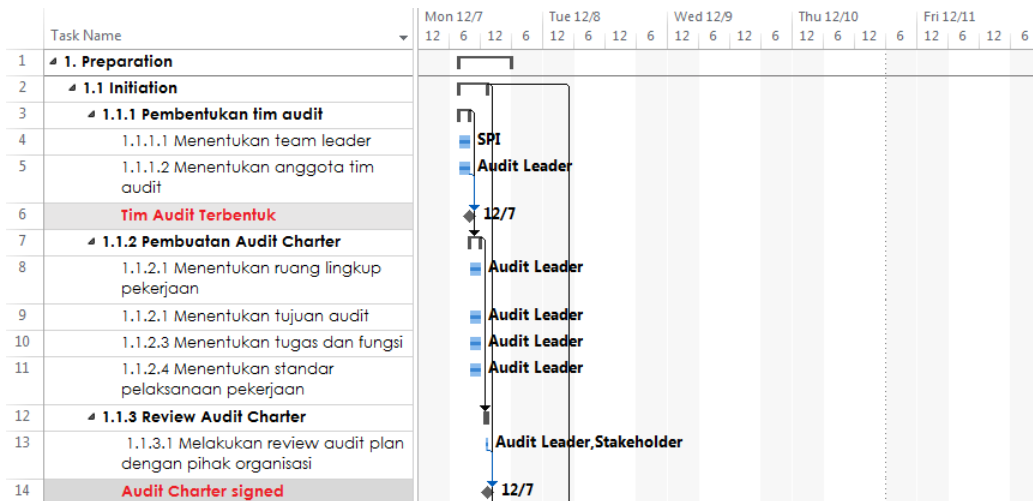 Mon 12/7 Tue 12/8 Wed 12/9 Thu 12/10 Fri 12/11
Task Name 12 6 12 6 12 6 12 6 12 6 12 6 12 6 12 6 12 6 12 6
1 1. Preparation
2 1.1 Initiation
3 1.1.1 Pembentukan tim audit
4 1.1.1.1 Menentukan team leader SPI
5 1.1.1.2 Menentukan anggota tim Audit Leader
audit
6 Tim Audit Terbentuk 12/7
7 1.1.2 Pembuatan Audit Charter
8 1.1.2.1 Menentukan ruang lingkup Audit Leader
pekerjaan
9 1.1.2.1 Menentukan tujuan audit Audit Leader
10 1.1.2.3 Menentukan tugas dan fungsi Audit Leader
11 1.1.2.4 Menentukan standar Audit Leader
pelaksanaan pekerjaan
12 1.1.3 Review Audit Charter
13 1.1.3.1 Melakukan review audit plan Audit Leader,Stakeholder
dengan pihak organisasi
14 Audit Charter signed 12/7